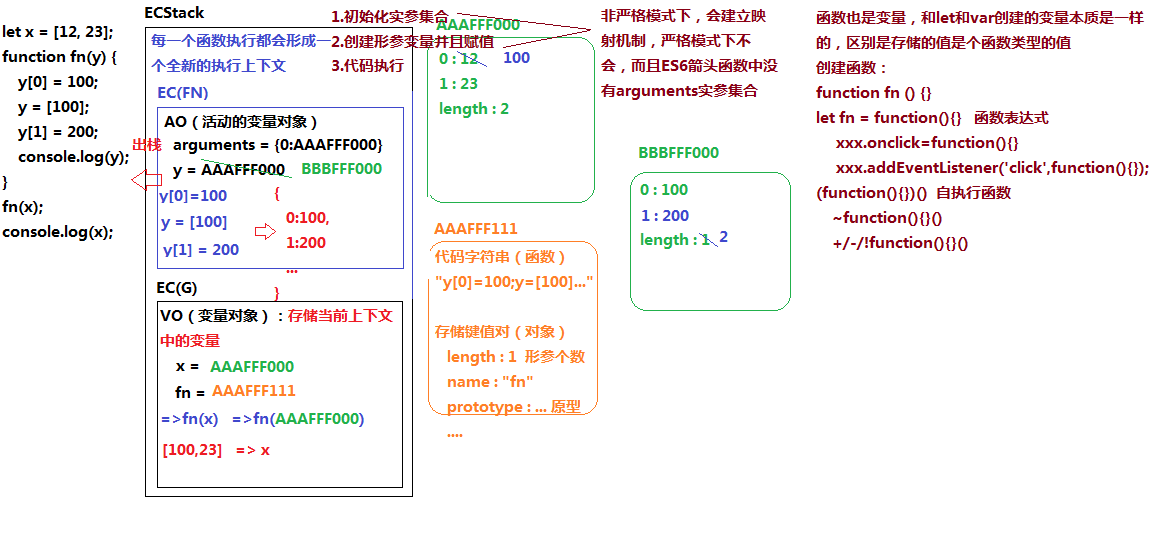 let x = [12, 23];
function fn(y) {
y[0] = 100;
y = [100];
y[1] = 200;
console.log(y);
}
fn(x);
console.log(x);
ECStack
每一个函数执行都会形成一
个全新的执行上下文
1.初始化实参集合
2.创建形参变量并且赋值
3.代码执行
EC(FN)
AO（活动的变量对象）
arguments = {0:AAAFFF000}
y = AAAFFF000 BBBFFF000
y[0]=100
y = [100]
y[1] = 200
{
0:100,
1:200
...
}
出栈
EC(G)
VO（变量对象）：存储当前上下文
中的变量
x = AAAFFF000
fn = AAAFFF111
=>fn(x) =>fn(AAAFFF000)
[100,23] => x
AAAFFF000
0 : 12 100
1 : 23
length : 2
AAAFFF111
代码字符串（函数）
"y[0]=100;y=[100]..."
存储键值对（对象）
length : 1 形参个数
name : "fn"
prototype : ... 原型
....
非严格模式下，会建立映
射机制，严格模式下不
会，而且ES6箭头函数中没
有arguments实参集合
BBBFFF000
0 : 100
1 : 200
length : 1 2
函数也是变量，和let和var创建的变量本质是一样
的，区别是存储的值是个函数类型的值
创建函数：
function fn () {}
let fn = function(){} 函数表达式
xxx.onclick=function(){}
xxx.addEventListener('click',function(){});
(function(){})() 自执行函数
~function(){}()
+/-/!function(){}()